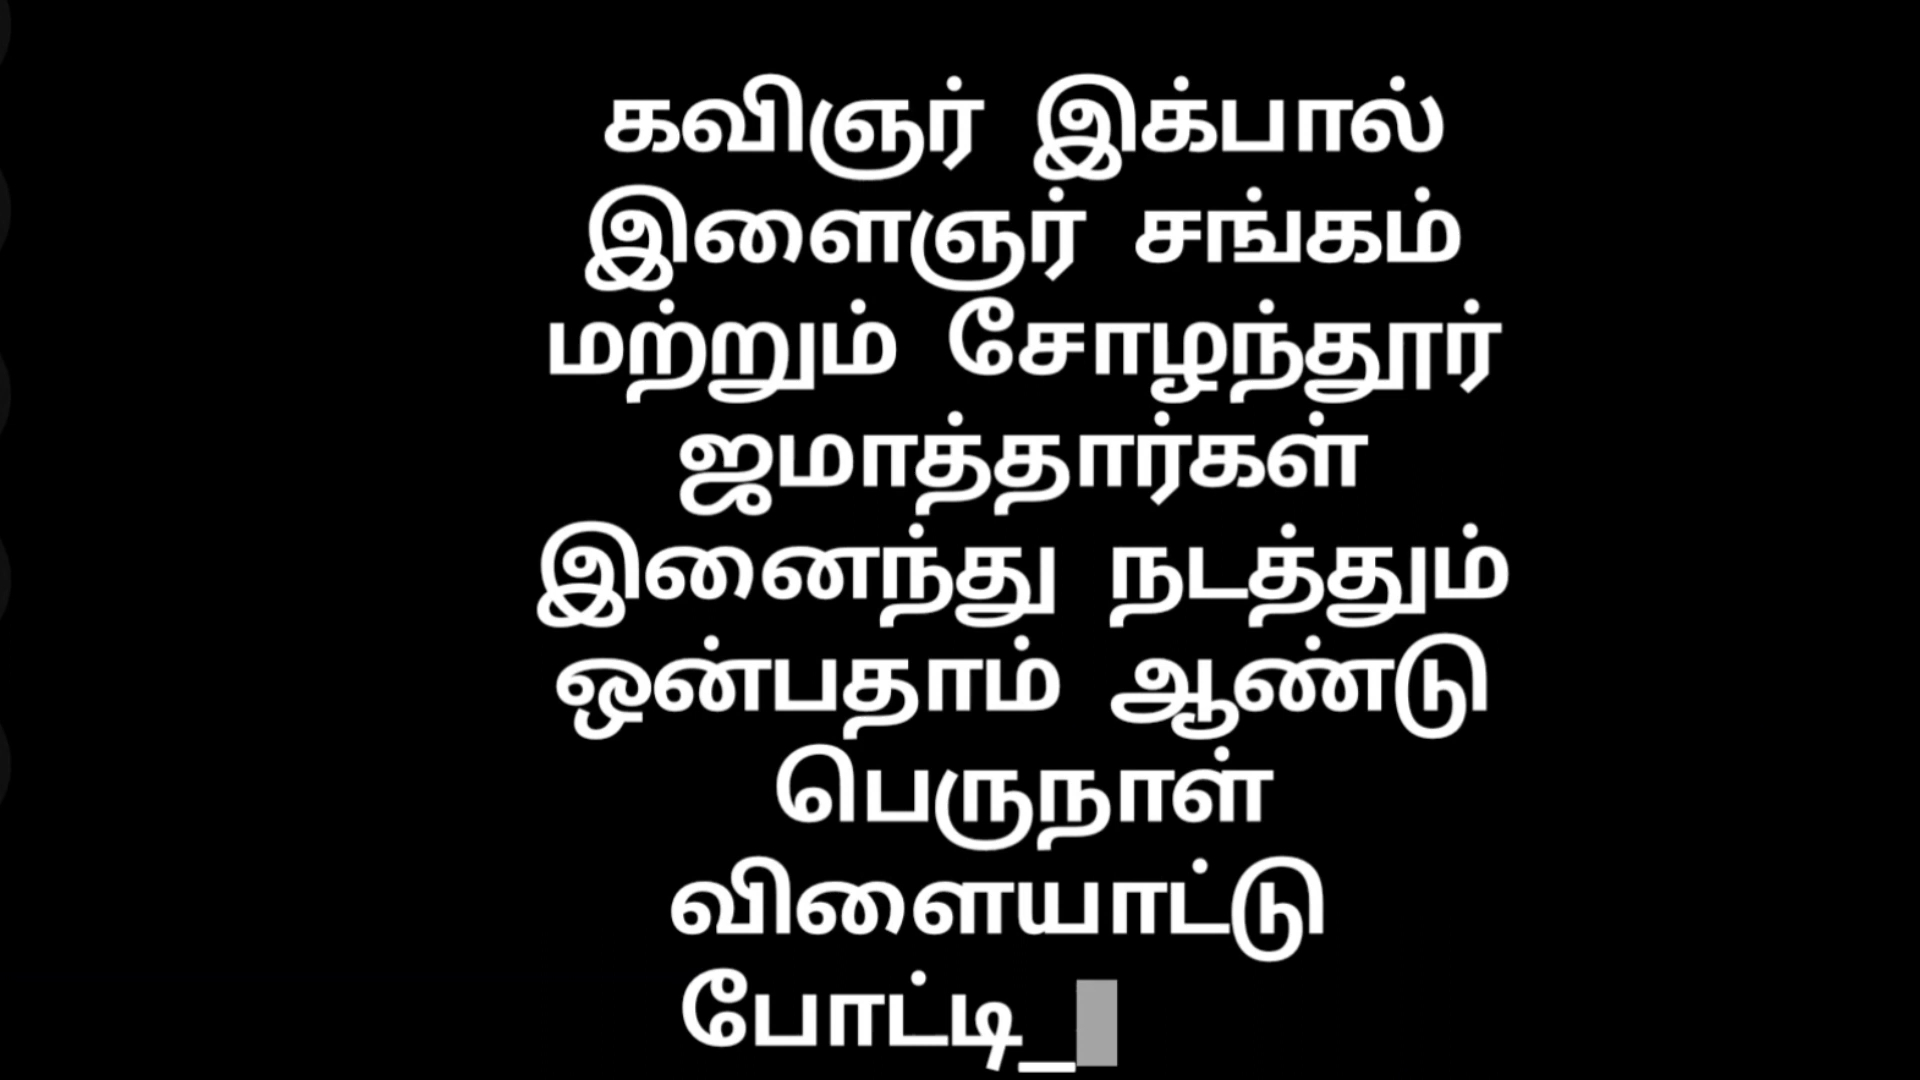 கவிஞர் இக்பால்
இளைஞர் சங்கம்
மற்றும் சோழந்தூர்
ஜமாத்தார்கள்
இனைந்து நடத்தும்
ஒன்பதாம் ஆண்டு
பெருநாள்
விளையாட்டு
போட்டி_